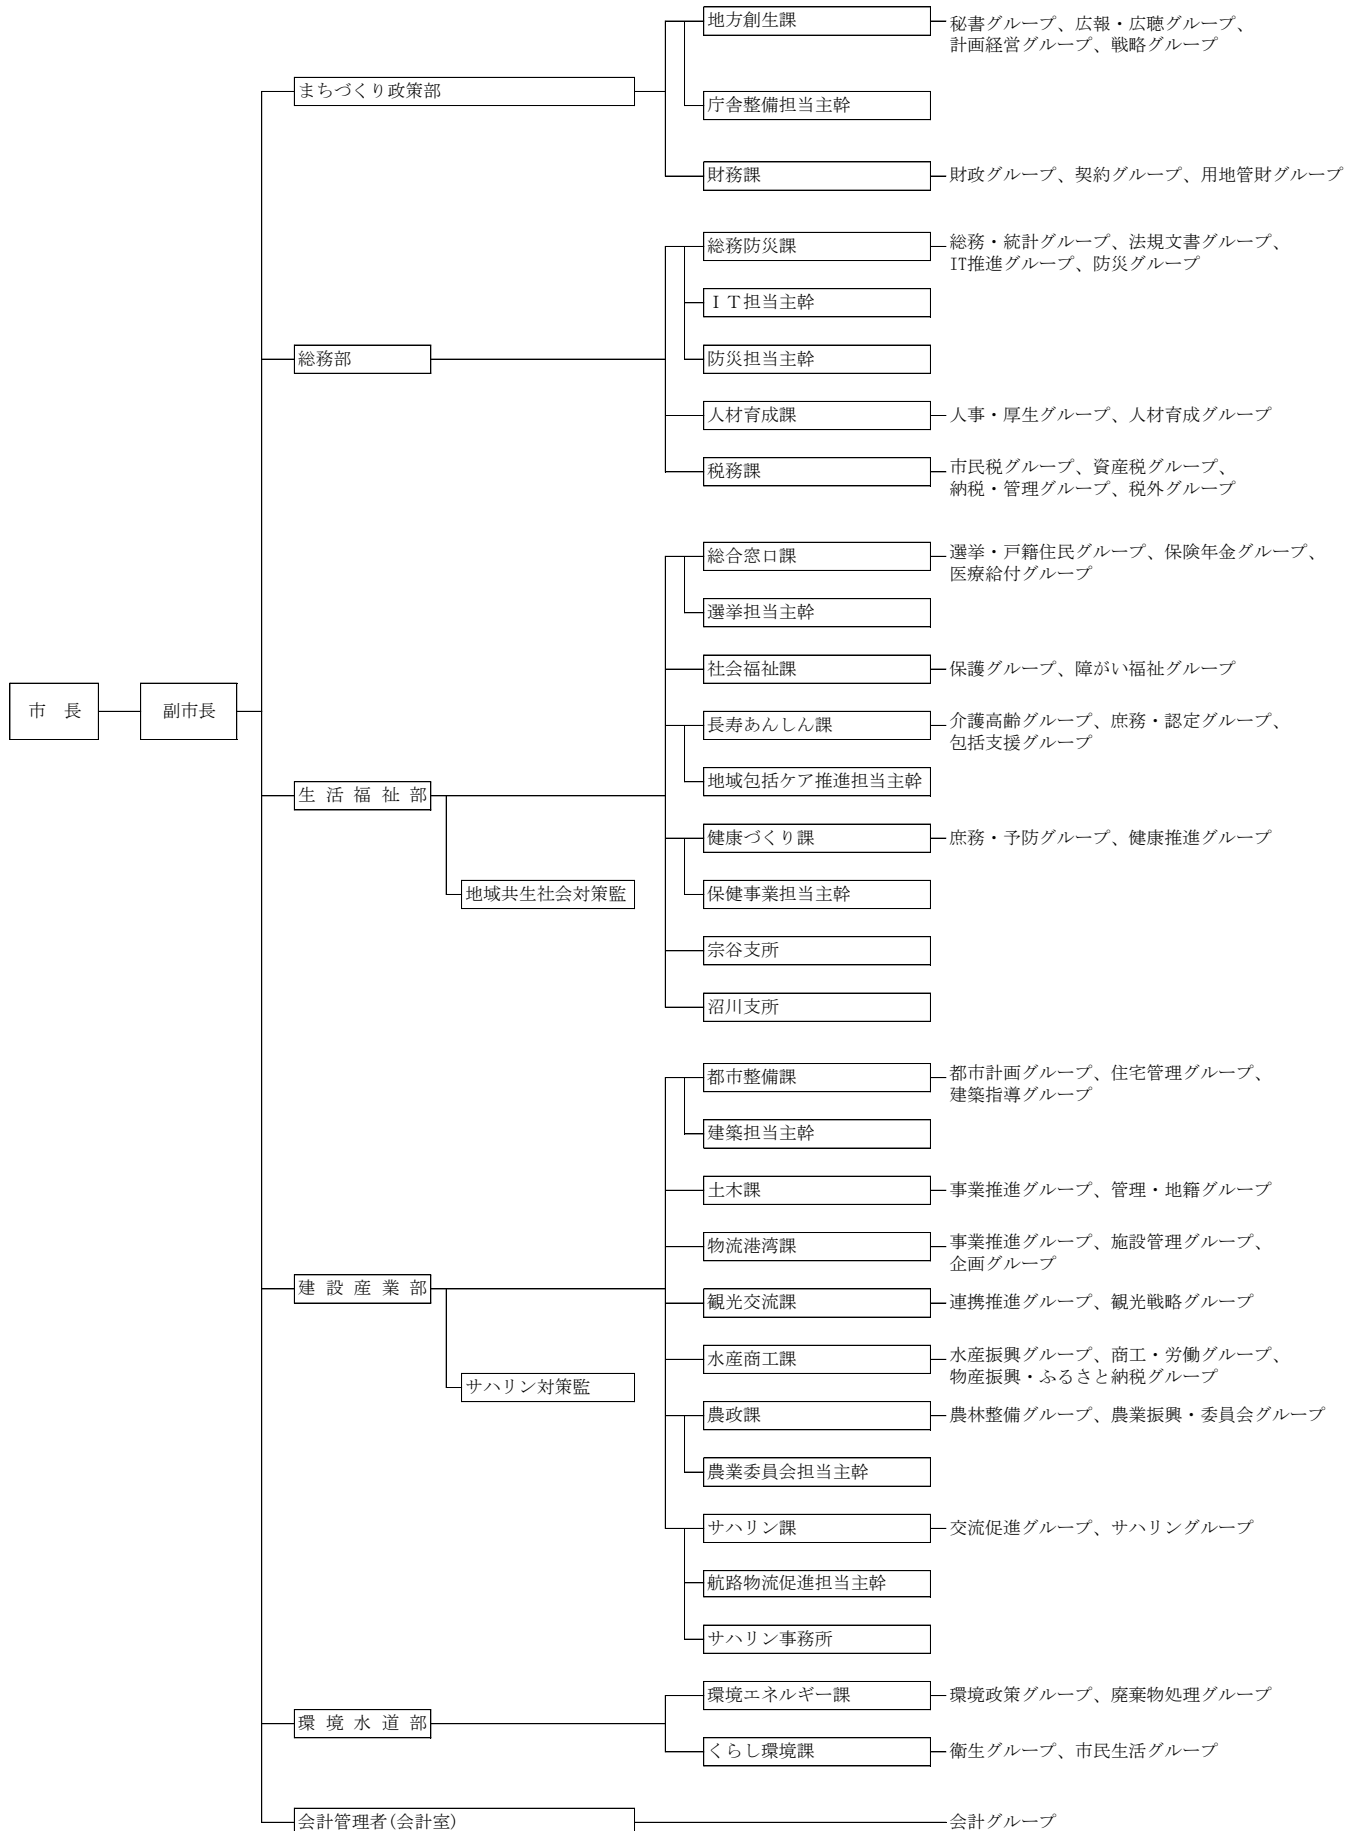 地方創生課
秘書グループ、広報・広聴グループ、
計画経営グループ、戦略グループ
まちづくり政策部
庁舎整備担当主幹
財務課
財政グループ、契約グループ、用地管財グループ
総務防災課
総務・統計グループ、法規文書グループ、
IT推進グループ、防災グループ
ＩＴ担当主幹
総務部
防災担当主幹
人材育成課
人事・厚生グループ、人材育成グループ
税務課
市民税グループ、資産税グループ、
納税・管理グループ、税外グループ
総合窓口課
選挙・戸籍住民グループ、保険年金グループ、
医療給付グループ
選挙担当主幹
社会福祉課
保護グループ、障がい福祉グループ
市　長
副市長
長寿あんしん課
介護高齢グループ、庶務・認定グループ、
包括支援グループ
地域包括ケア推進担当主幹
生 活 福 祉 部
健康づくり課
庶務・予防グループ、健康推進グループ
地域共生社会対策監
保健事業担当主幹
宗谷支所
沼川支所
都市整備課
都市計画グループ、住宅管理グループ、
建築指導グループ
建築担当主幹
土木課
事業推進グループ、管理・地籍グループ
物流港湾課
事業推進グループ、施設管理グループ、
企画グループ
建 設 産 業 部
観光交流課
連携推進グループ、観光戦略グループ
水産商工課
水産振興グループ、商工・労働グループ、
物産振興・ふるさと納税グループ
サハリン対策監
農政課
農林整備グループ、農業振興・委員会グループ
農業委員会担当主幹
サハリン課
交流促進グループ、サハリングループ
航路物流促進担当主幹
サハリン事務所
環境エネルギー課
環境政策グループ、廃棄物処理グループ
環 境 水 道 部
くらし環境課
衛生グループ、市民生活グループ
会計管理者(会計室)
会計グループ